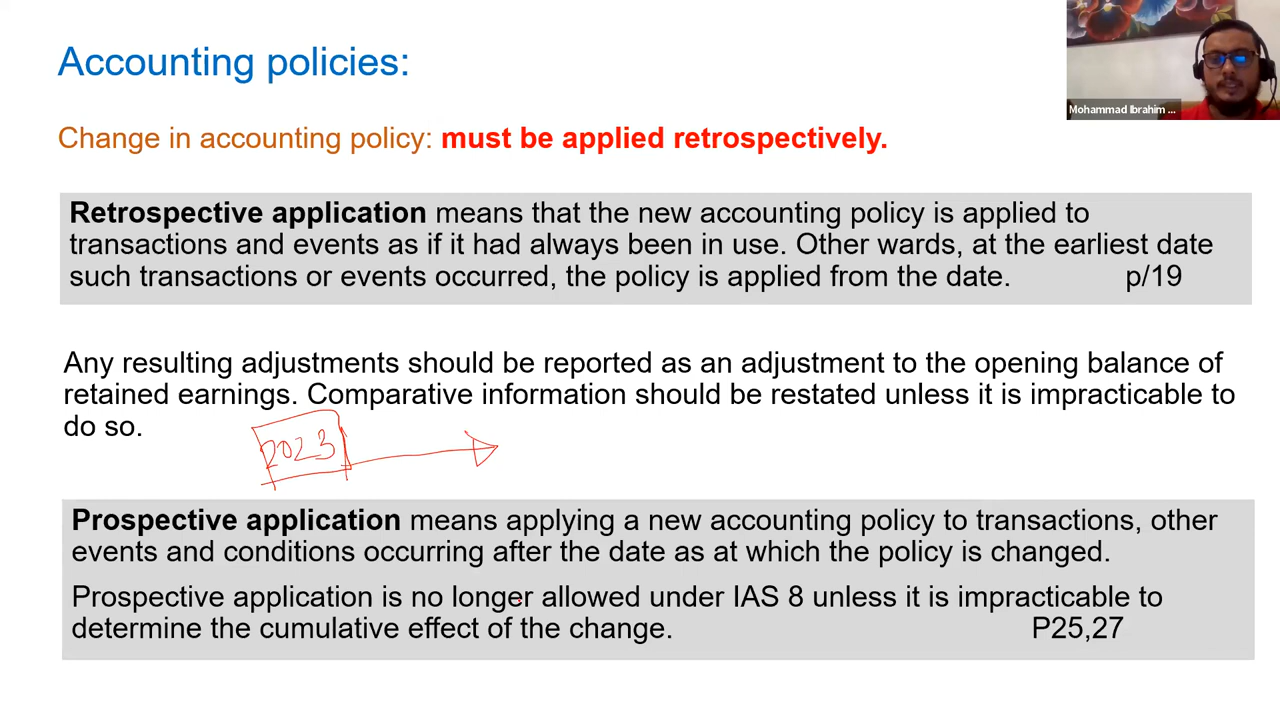 Accounting policies:
Mohammad Ibrahim ...
Change in accounting policy: must be applied retrospectively.
Retrospective application means that the new accounting policy is applied to
transactions and events as if it had always been in use. Other wards, at the earliest date
such transactions or events occurred, the policy is applied from the date. p/19
Any resulting adjustments should be reported as an adjustment to the opening balance of
retained earnings. Comparative information should be restated unless it is impracticable to
do so.
2023
Prospective application means applying a new accounting policy to transactions, other
events and conditions occurring after the date as at which the policy is changed.
Prospective application is no longer allowed under IAS 8 unless it is impracticable to
determine the cumulative effect of the change. P25,27